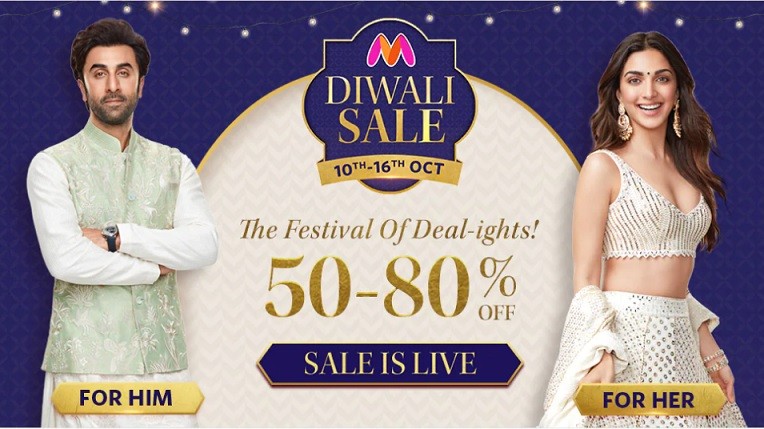 DIWALI
SALE
10TH-16TH OCT
The Festival Of Deal-ights!
50-80% OFF
SALE IS LIVE
FOR HIM
FOR HER